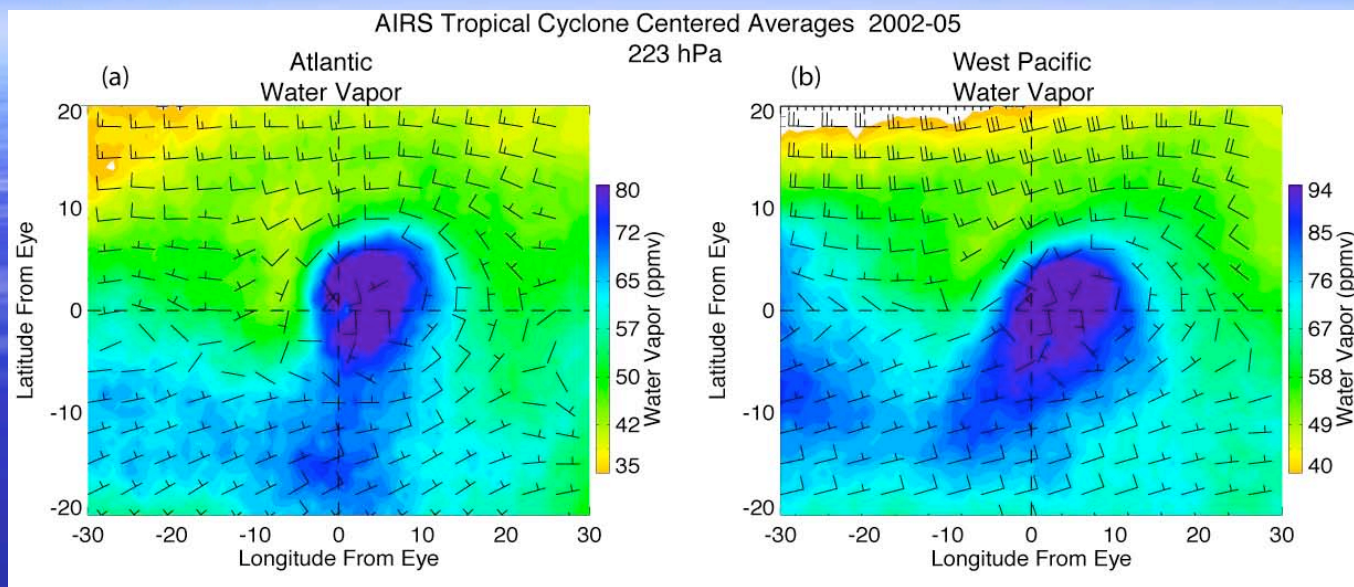 AIRS Tropical Cyclone Centered Averages 2002-05
223 hPa
(a)
Atlantic
Water Vapor
20
10
0
-10
-20
Latitude From Eye
-30
-20
-10
0
10
20
30
Longitude From Eye
80
72
65
57
50
42
35
Water Vapor (ppmv)
(b)
West Pacific
Water Vapor
20
10
0
-10
-20
Latitude From Eye
-30
-20
-10
0
10
20
30
Longitude From Eye
94
85
76
67
58
49
40
Water Vapor (ppmv)